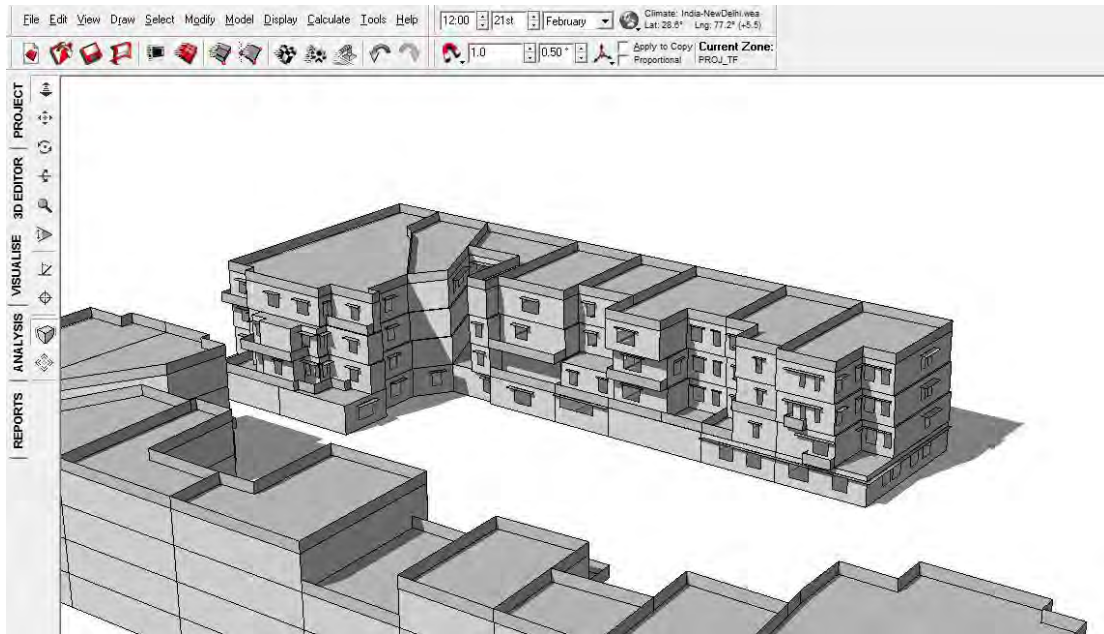 File Edit View Draw Select Modify Model Display Calculate Tools Help
12:00 21st February
Climate: India-NewDelhi.wea
Lat: 28.6° Lng: 77.2° (+5.5)
1.0 0.50° Apply to Copy
Proportional
Current Zone:
PROJ_TF
PROJECT
3D EDITOR
VISUALISE
ANALYSIS
REPORTS